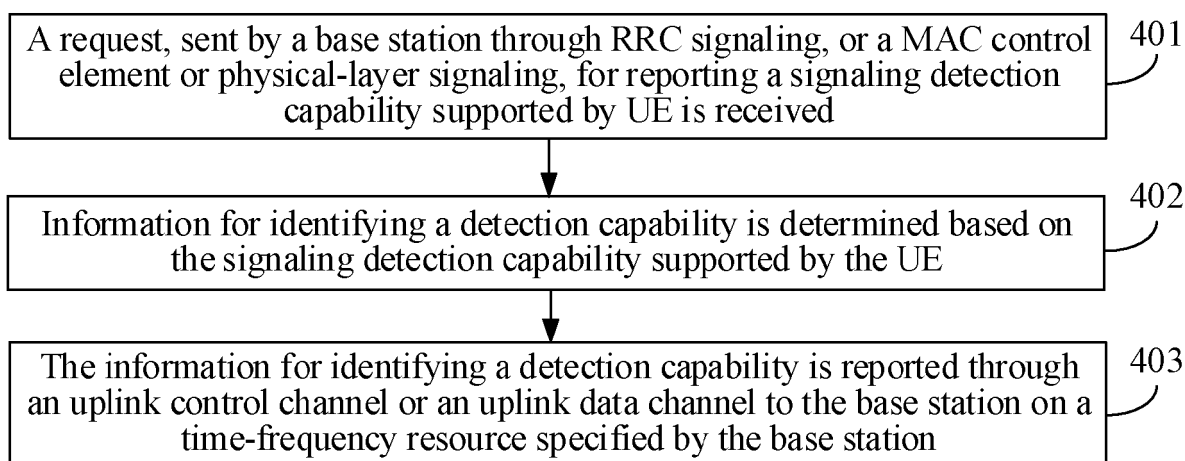 A request, sent by a base station through RRC signaling, or a MAC control
element or physical-layer signaling, for reporting a signaling detection
capability supported by UE is received
401
Information for identifying a detection capability is determined based on
the signaling detection capability supported by the UE
402
The information for identifying a detection capability is reported through
an uplink control channel or an uplink data channel to the base station on a
time-frequency resource specified by the base station
403